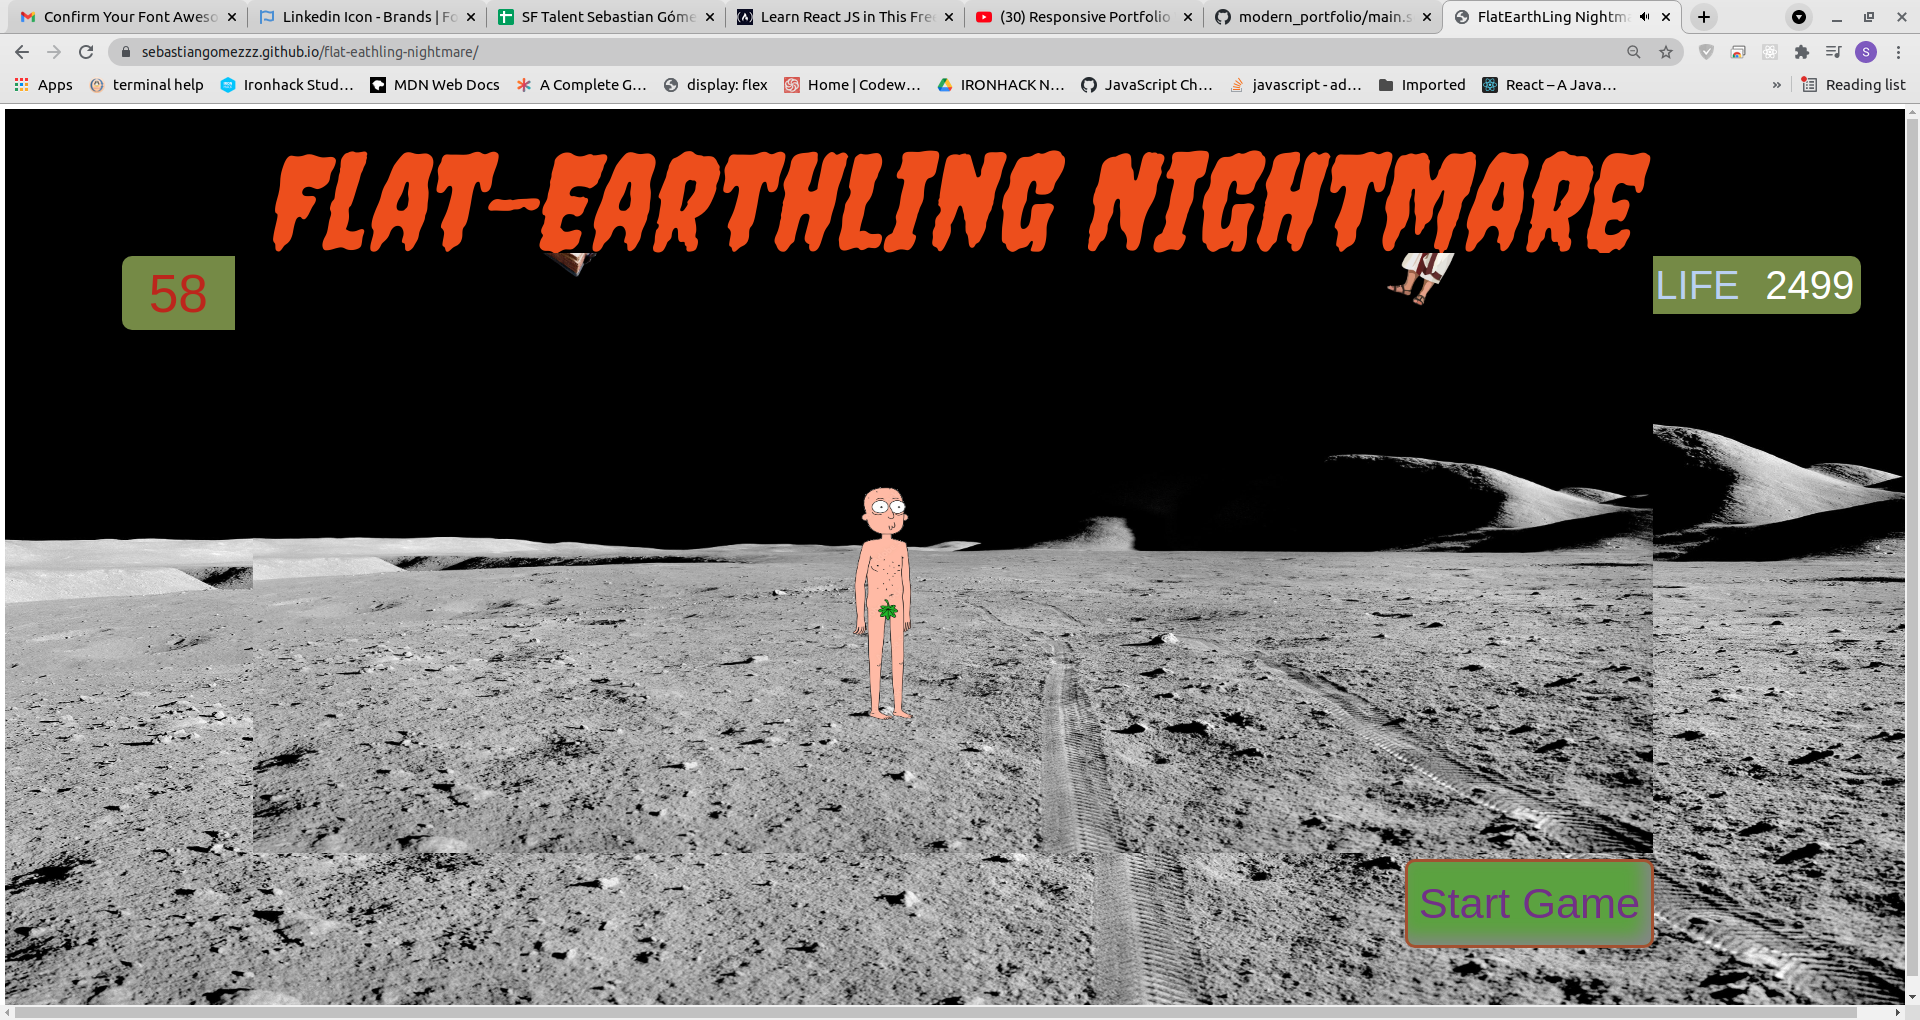 Confirm Your Font Aweso
Linkedin Icon - Brands | Fo
SF Talent Sebastian Góme
Learn React JS in This Fre
(30) Responsive Portfolio
modern_portfolio/main.s
FlatEarthLing Nightm
sebastiangomezzz.github.io/flat-eathling-nightmare/
S
Apps
terminal help
Ironhack Stud…
MDN Web Docs
A Complete G…
display: flex
Home | Codew…
IRONHACK N…
JavaScript Ch…
javascript - ad…
Imported
React – A Java…
»
Reading list
FLAT-EARTHLING NIGHTMARE
58
LIFE 2499
Start Game